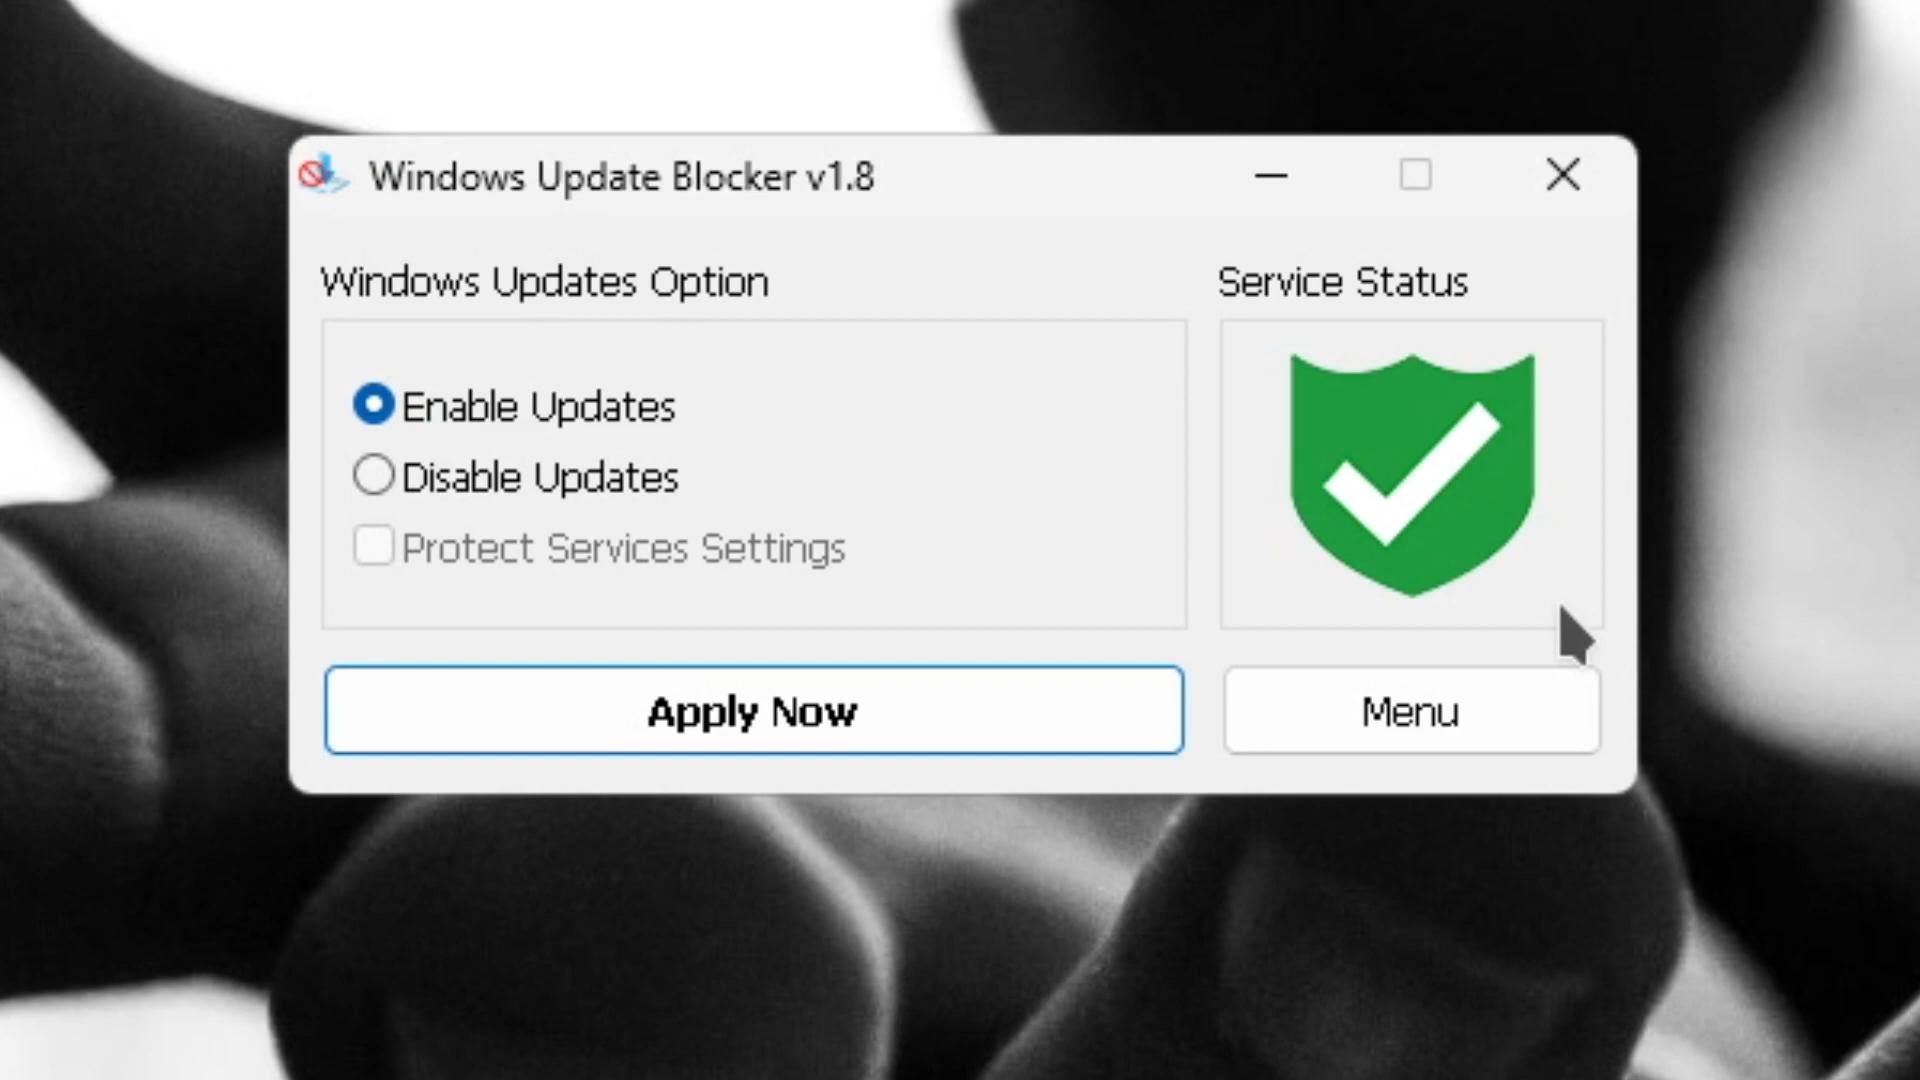 Windows Update Blocker v1.8
Windows Updates Option
Service Status
Enable Updates
Disable Updates
Protect Services Settings
Apply Now
Menu